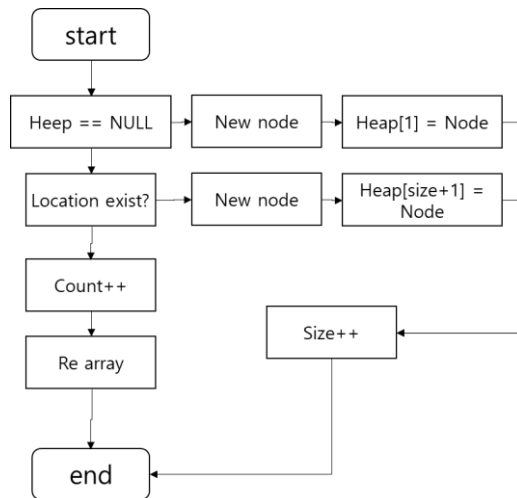 start
Heep == NULL
New node
Heap[1] = Node
Location exist?
New node
Heap[size+1] =
Node
Count++
Size++
Re array
end